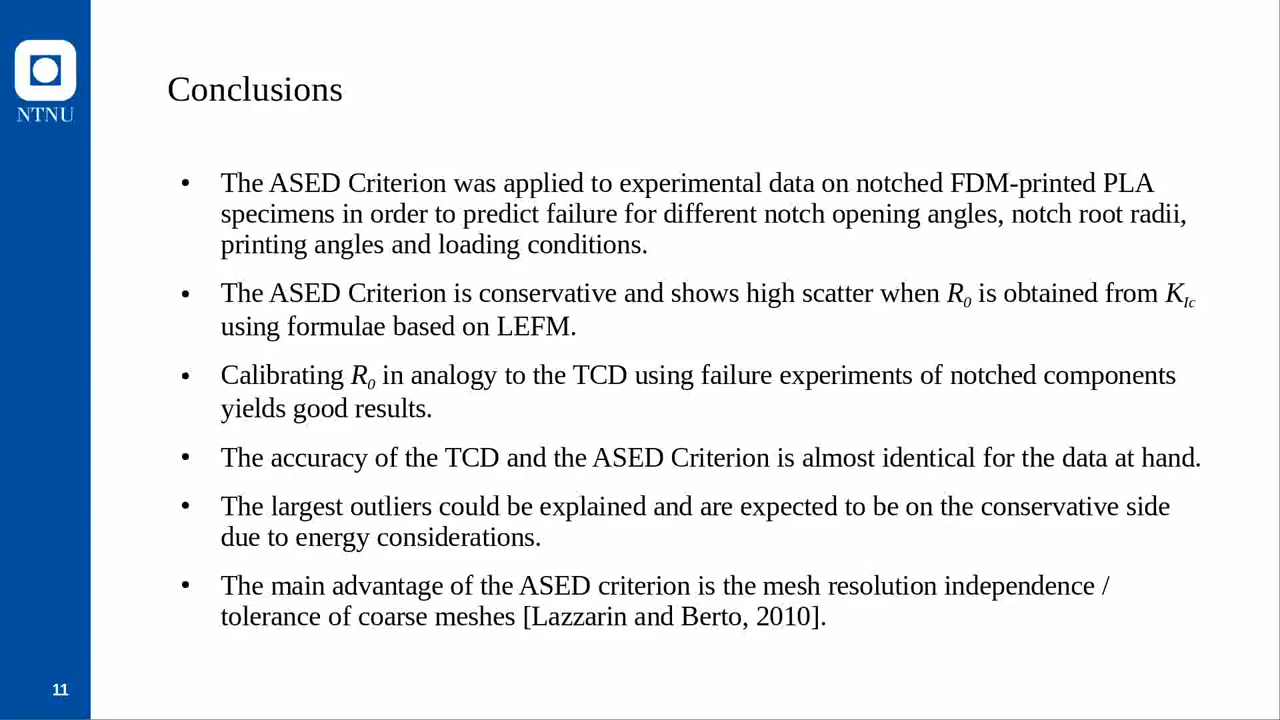 NTNU
Conclusions
• The ASED Criterion was applied to experimental data on notched FDM-printed PLA
specimens in order to predict failure for different notch opening angles, notch root radii,
printing angles and loading conditions.
• The ASED Criterion is conservative and shows high scatter when R₀ is obtained from K_Ic
using formulae based on LEFM.
• Calibrating R₀ in analogy to the TCD using failure experiments of notched components
yields good results.
• The accuracy of the TCD and the ASED Criterion is almost identical for the data at hand.
• The largest outliers could be explained and are expected to be on the conservative side
due to energy considerations.
• The main advantage of the ASED criterion is the mesh resolution independence /
tolerance of coarse meshes [Lazzarin and Berto, 2010].
11